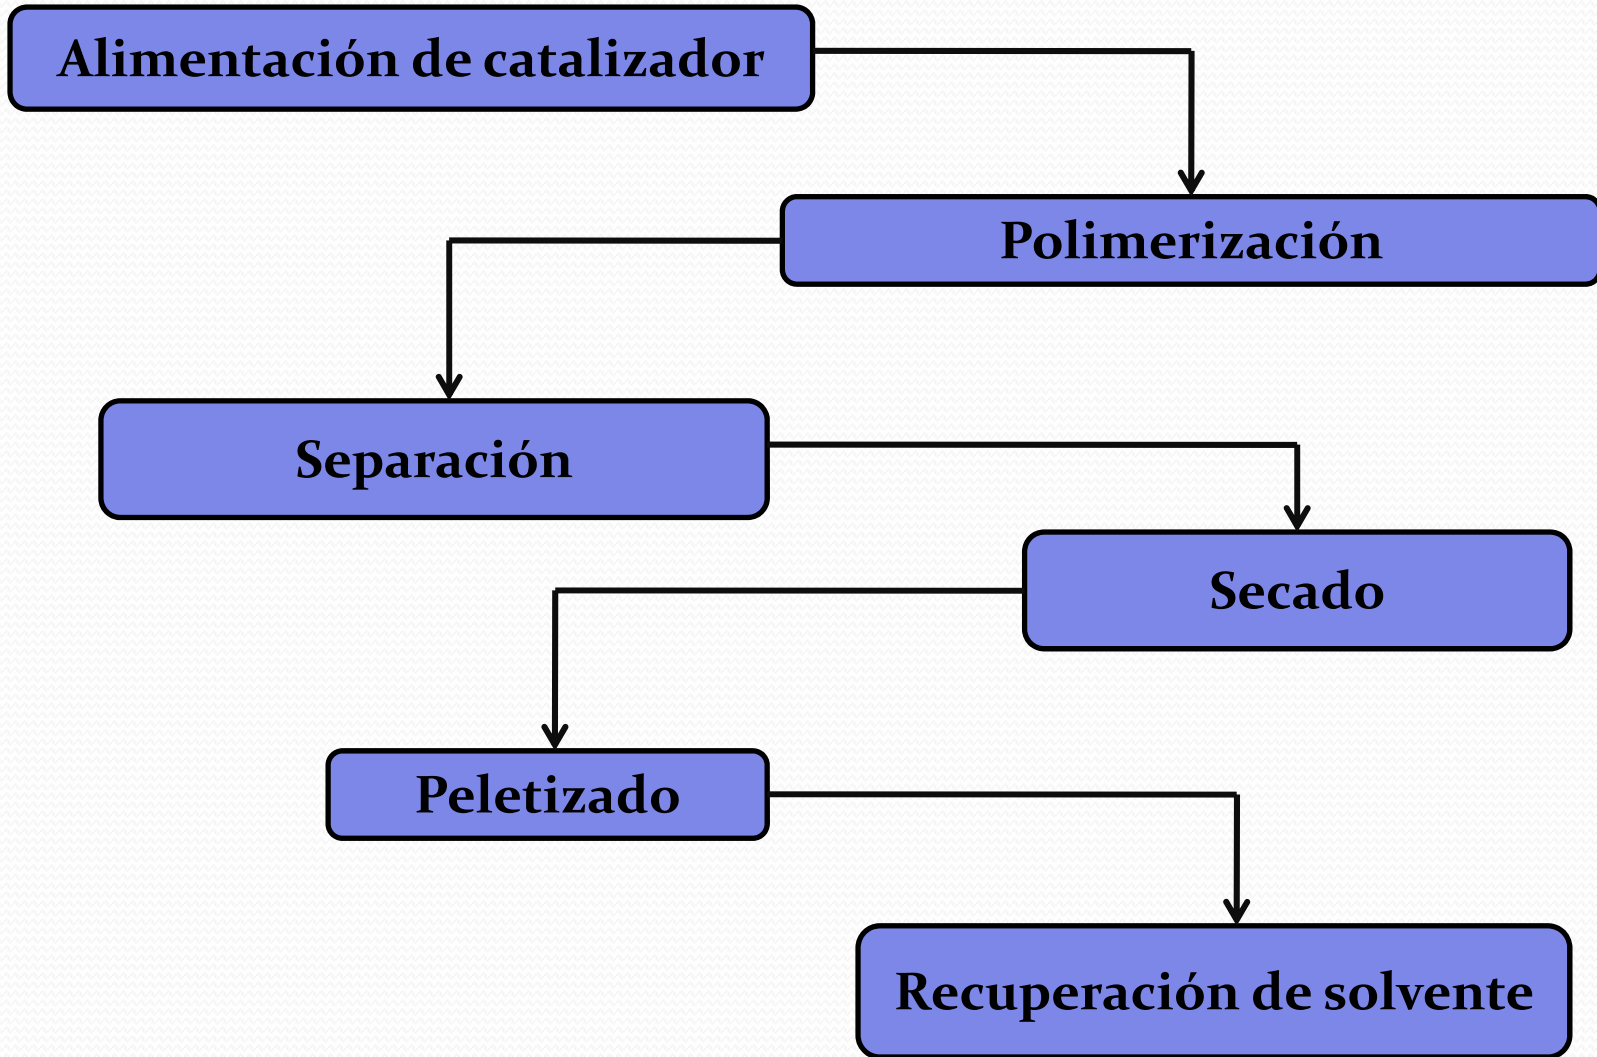 Alimentación de catalizador
Polimerización
Separación
Secado
Peletizado
Recuperación de solvente